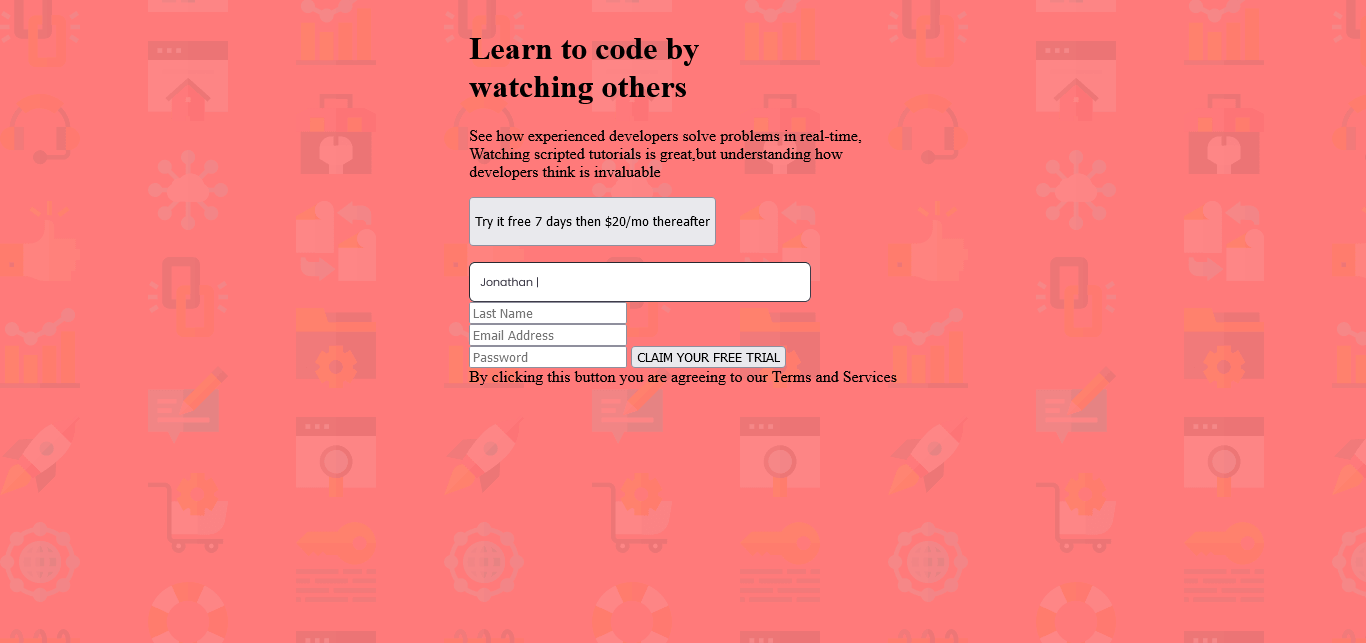 Learn to code by
watching others
See how experienced developers solve problems in real-time,
Watching scripted tutorials is great,but understanding how
developers think is invaluable
Try it free 7 days then $20/mo thereafter
Jonathan |
Last Name
Email Address
Password
CLAIM YOUR FREE TRIAL
By clicking this button you are agreeing to our Terms and Services